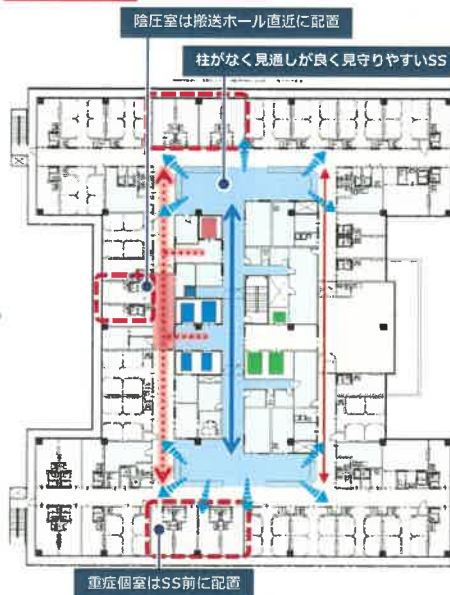 陰圧室は搬送ホール直近に配置
柱がなく見通しが良く見守りやすいSS
重症個室はSS前に配置